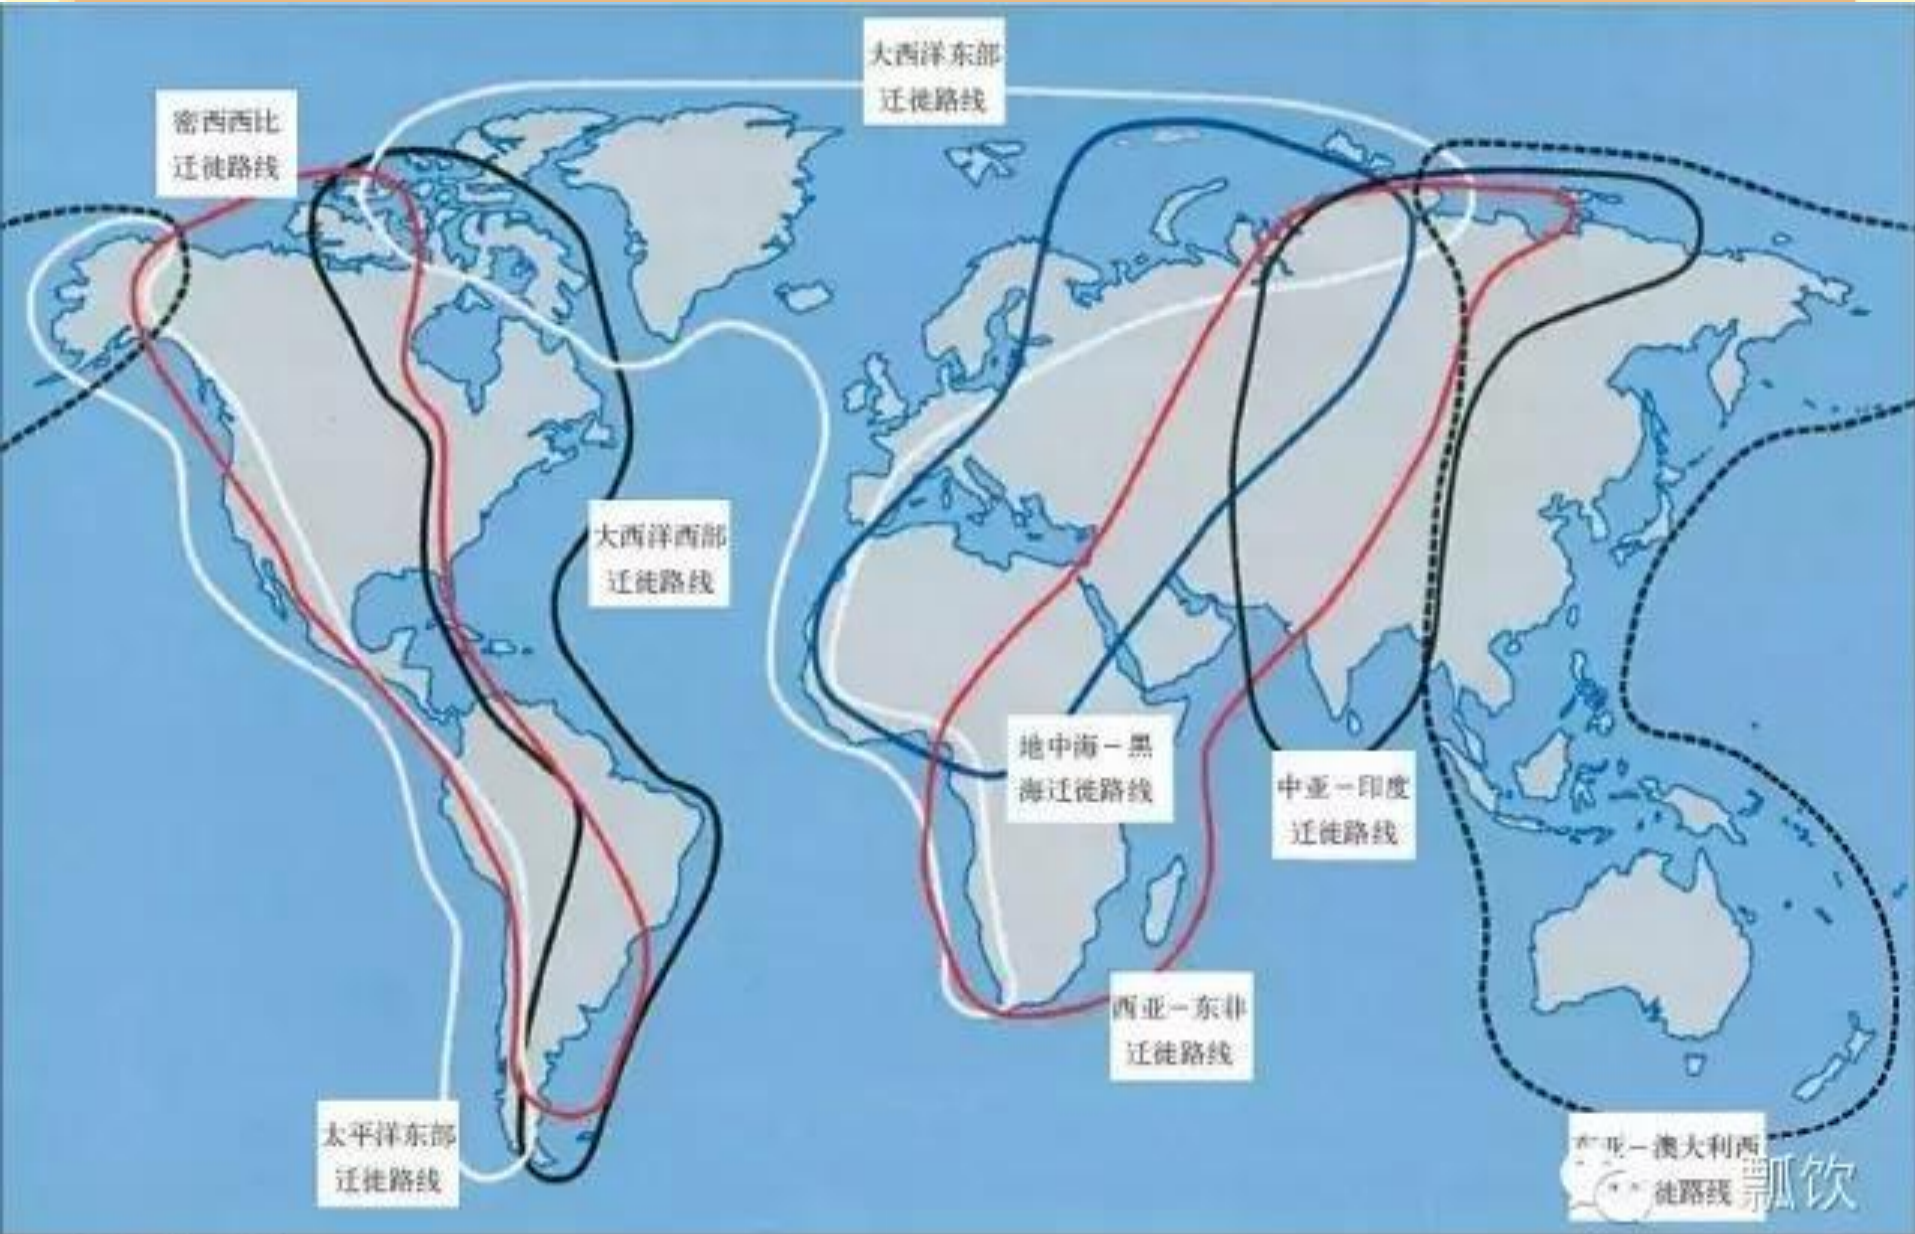 大西洋东部
迁徙路线
密西西比
迁徙路线
大西洋西部
迁徙路线
地中海－黑
海迁徙路线
中亚－印度
迁徙路线
西亚－东非
迁徙路线
太平洋东部
迁徙路线
亚－澳大利西
徙路线
瓢饮